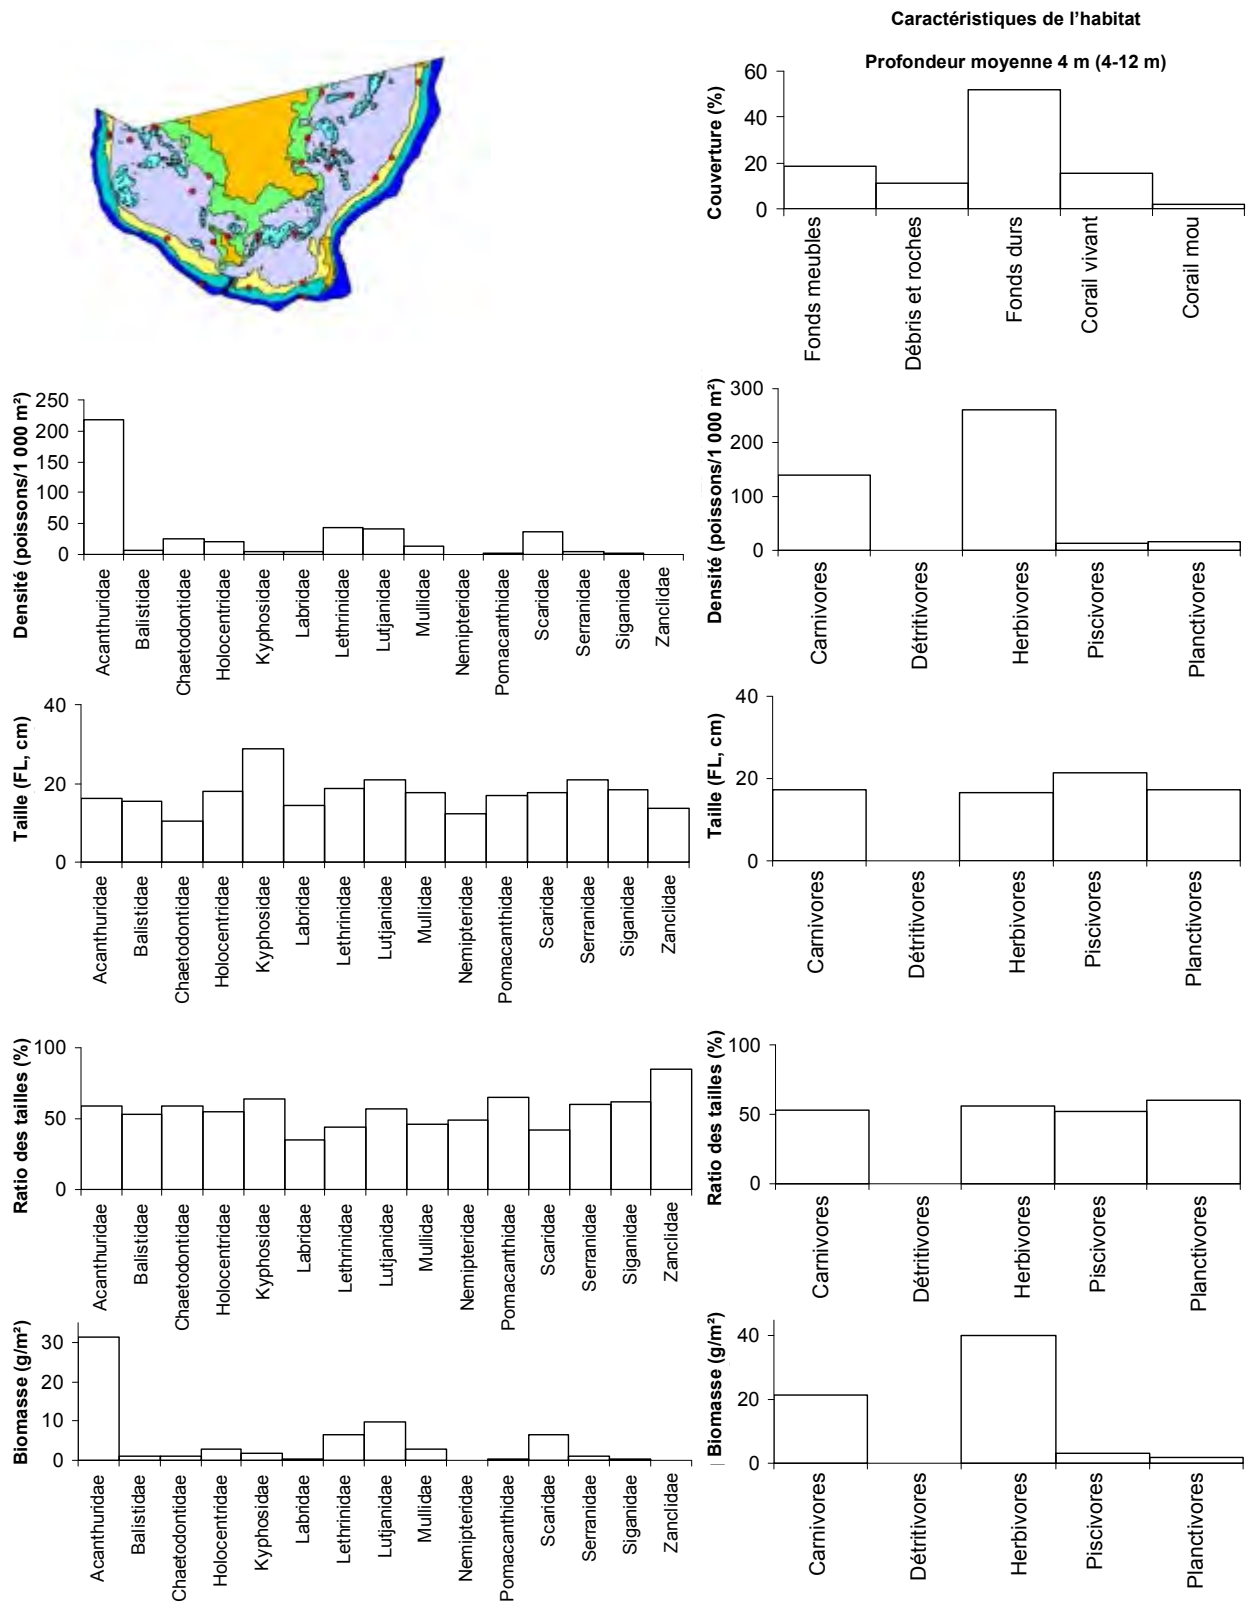 Caractéristiques de l'habitat
Profondeur moyenne 4 m (4-12 m)
Couverture (%)
60
40
20
0
Fonds meubles
Débris et roches
Fonds durs
Corail vivant
Corail mou
Densité (poissons/1 000 m²)
250
200
150
100
50
0
Acanthuridae
Balistidae
Chaetodontidae
Holocentridae
Kyphosidae
Labridae
Lethrinidae
Lutjanidae
Mullidae
Nemipteridae
Pomacanthidae
Scaridae
Serranidae
Siganidae
Zanclidae
Densité (poissons/1 000 m²)
300
200
100
0
Carnivores
Détritivores
Herbivores
Piscivores
Planctivores
Taille (FL, cm)
40
20
0
Acanthuridae
Balistidae
Chaetodontidae
Holocentridae
Kyphosidae
Labridae
Lethrinidae
Lutjanidae
Mullidae
Nemipteridae
Pomacanthidae
Scaridae
Serranidae
Siganidae
Zanclidae
Taille (FL, cm)
40
20
0
Carnivores
Détritivores
Herbivores
Piscivores
Planctivores
Ratio des tailles (%)
100
50
0
Acanthuridae
Balistidae
Chaetodontidae
Holocentridae
Kyphosidae
Labridae
Lethrinidae
Lutjanidae
Mullidae
Nemipteridae
Pomacanthidae
Scaridae
Serranidae
Siganidae
Zanclidae
Ratio des tailles (%)
100
50
0
Carnivores
Détritivores
Herbivores
Piscivores
Planctivores
Biomasse (g/m²)
30
20
10
0
Acanthuridae
Balistidae
Chaetodontidae
Holocentridae
Kyphosidae
Labridae
Lethrinidae
Lutjanidae
Mullidae
Nemipteridae
Pomacanthidae
Scaridae
Serranidae
Siganidae
Zanclidae
Biomasse (g/m²)
40
20
0
Carnivores
Détritivores
Herbivores
Piscivores
Planctivores